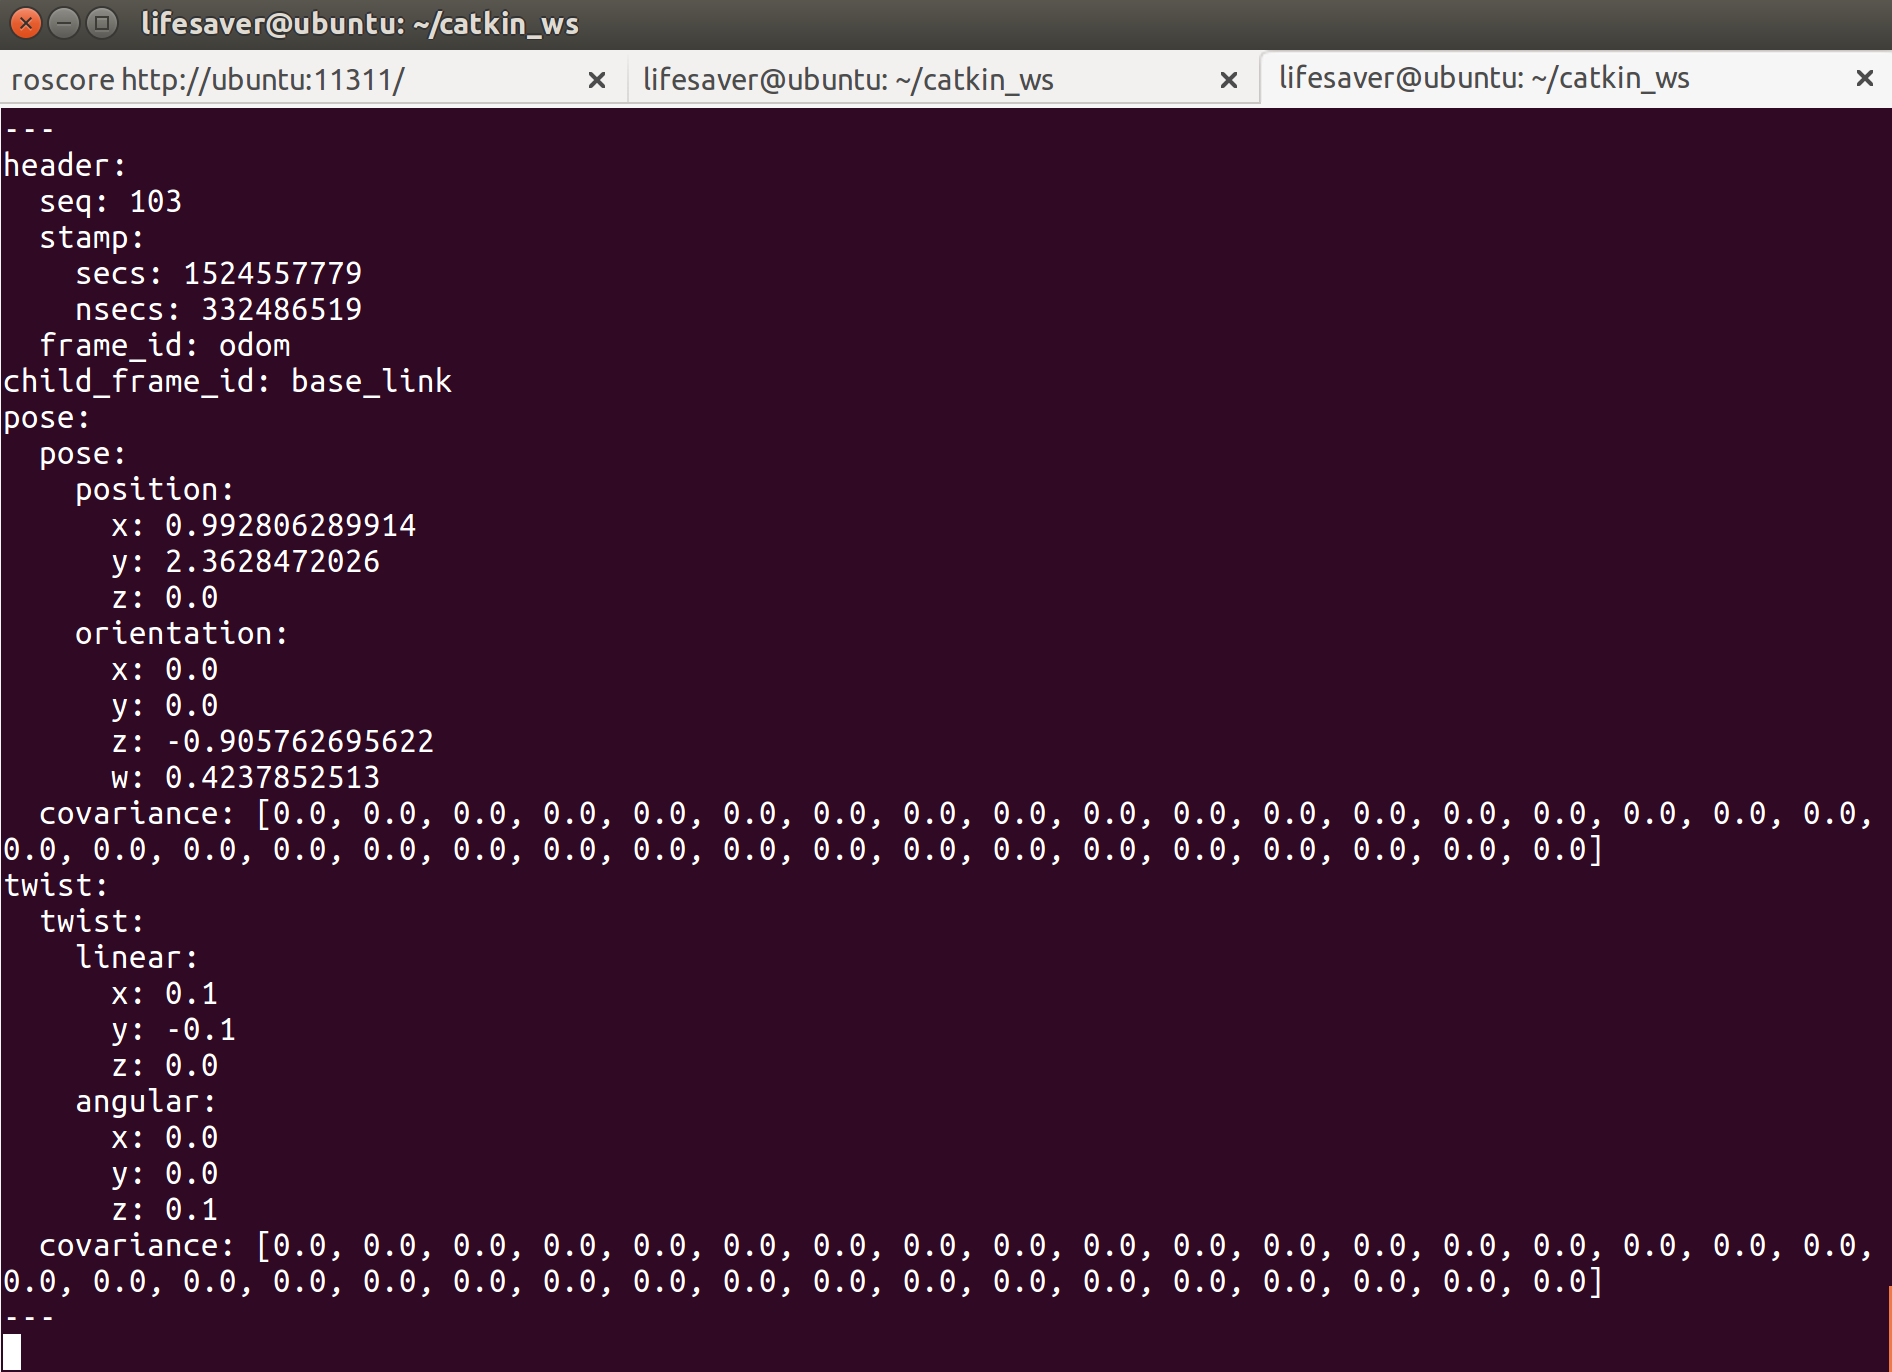 lifesaver@ubuntu: ~/catkin_ws
roscore http://ubuntu:11311/ lifesaver@ubuntu: ~/catkin_ws lifesaver@ubuntu: ~/catkin_ws
---
header:
  seq: 103
  stamp:
    secs: 1524557779
    nsecs: 332486519
  frame_id: odom
child_frame_id: base_link
pose:
  pose:
    position:
      x: 0.992806289914
      y: 2.3628472026
      z: 0.0
    orientation:
      x: 0.0
      y: 0.0
      z: -0.905762695622
      w: 0.4237852513
  covariance: [0.0, 0.0, 0.0, 0.0, 0.0, 0.0, 0.0, 0.0, 0.0, 0.0, 0.0, 0.0, 0.0, 0.0, 0.0, 0.0, 0.0, 0.0,
0.0, 0.0, 0.0, 0.0, 0.0, 0.0, 0.0, 0.0, 0.0, 0.0, 0.0, 0.0, 0.0, 0.0, 0.0, 0.0, 0.0, 0.0]
twist:
  twist:
    linear:
      x: 0.1
      y: -0.1
      z: 0.0
    angular:
      x: 0.0
      y: 0.0
      z: 0.1
  covariance: [0.0, 0.0, 0.0, 0.0, 0.0, 0.0, 0.0, 0.0, 0.0, 0.0, 0.0, 0.0, 0.0, 0.0, 0.0, 0.0, 0.0, 0.0,
0.0, 0.0, 0.0, 0.0, 0.0, 0.0, 0.0, 0.0, 0.0, 0.0, 0.0, 0.0, 0.0, 0.0, 0.0, 0.0, 0.0, 0.0]
---